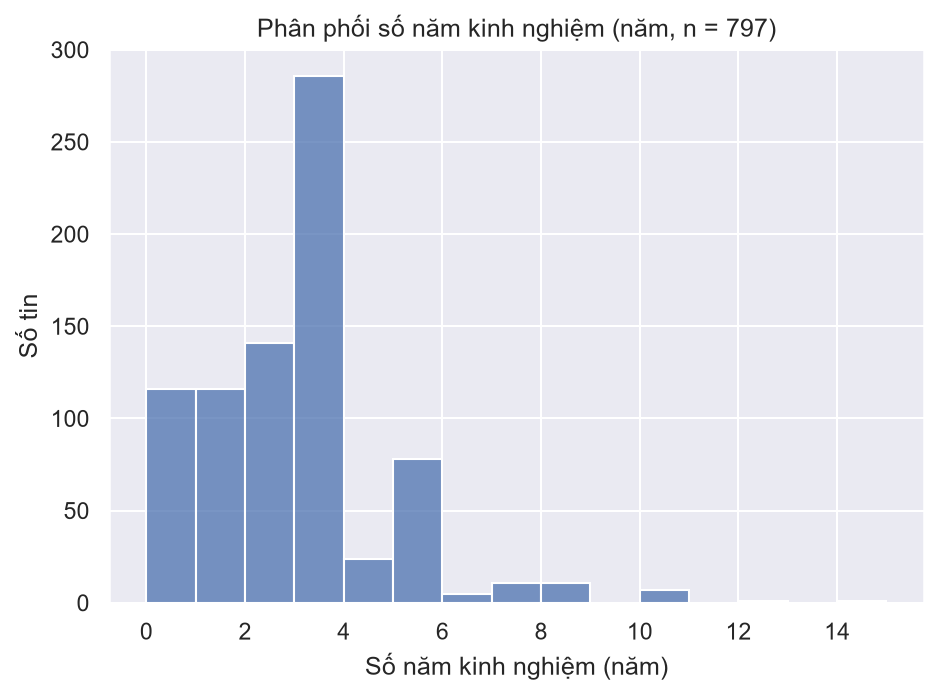 Phân phối số năm kinh nghiệm (năm, n = 797)
300
250
200
150
100
50
0
Số tin
0 2 4 6 8 10 12 14
Số năm kinh nghiệm (năm)